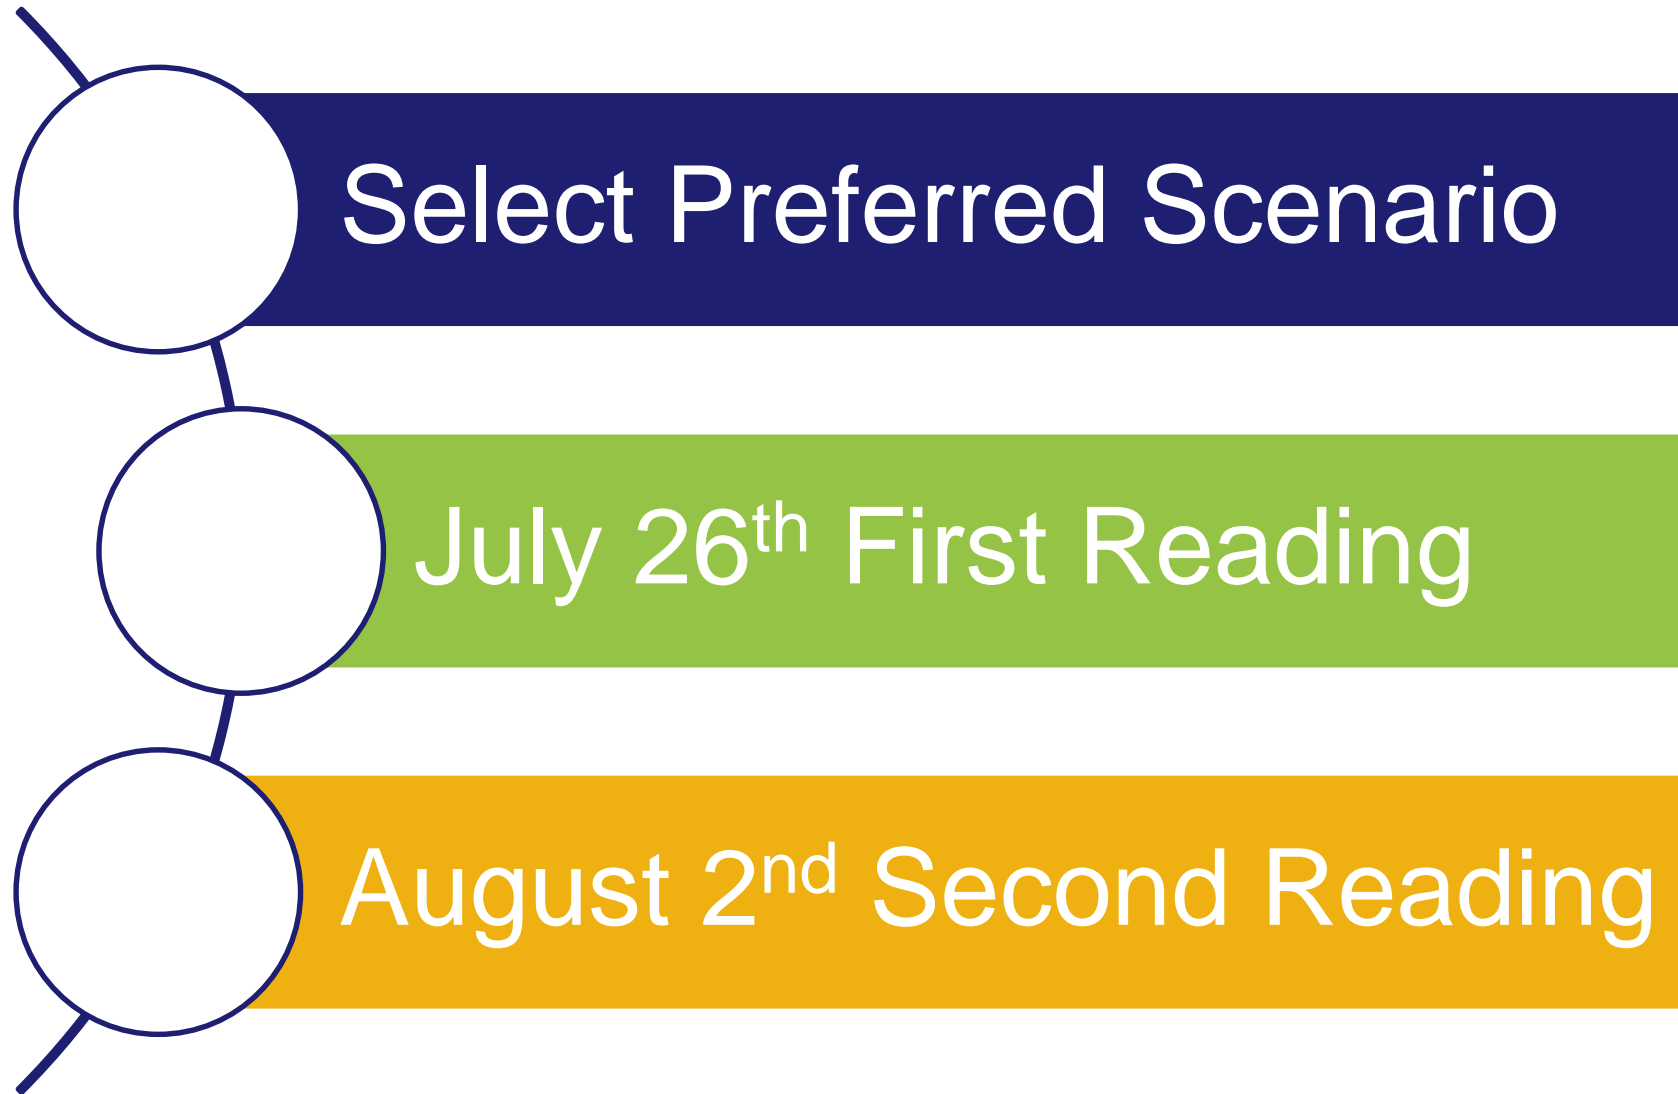 Select Preferred Scenario
July 26th First Reading
August 2nd Second Reading